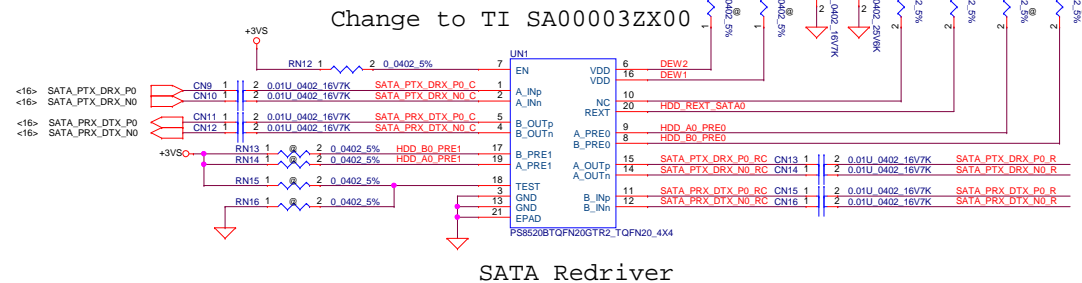 Change to TI SA00003ZX00
+3VS
UN1
RN12 1 2 0_0402_5% 7 EN VDD 6 DEW2
VDD 16 DEW1
<16> SATA_PTX_DRX_P0 CN9 1 2 0.01U_0402_16V7K SATA_PTX_DRX_P0_C 1 A_INp
<16> SATA_PTX_DRX_N0 CN10 1 2 0.01U_0402_16V7K SATA_PTX_DRX_N0_C 2 A_INn NC 10
REXT 20 HDD_REXT_SATA0
<16> SATA_PRX_DTX_P0 CN11 1 2 0.01U_0402_16V7K SATA_PRX_DTX_P0_C 5 B_OUTp
<16> SATA_PRX_DTX_N0 CN12 1 2 0.01U_0402_16V7K SATA_PRX_DTX_N0_C 4 B_OUTn A_PRE0 9 HDD_A0_PRE0
B_PRE0 8 HDD_B0_PRE0
+3VS RN13 1 @ 2 0_0402_5% HDD_B0_PRE1 17 B_PRE1
RN14 1 @ 2 0_0402_5% HDD_A0_PRE1 19 A_PRE1 A_OUTp 15 SATA_PTX_DRX_P0_RC CN13 1 2 0.01U_0402_16V7K SATA_PTX_DRX_P0_R
A_OUTn 14 SATA_PTX_DRX_N0_RC CN14 1 2 0.01U_0402_16V7K SATA_PTX_DRX_N0_R
RN15 1 @ 2 0_0402_5% 18 TEST
3 GND B_INp 11 SATA_PRX_DTX_P0_RC CN15 1 2 0.01U_0402_16V7K SATA_PRX_DTX_P0_R
RN16 1 @ 2 0_0402_5% 13 GND B_INn 12 SATA_PRX_DTX_N0_RC CN16 1 2 0.01U_0402_16V7K SATA_PRX_DTX_N0_R
21 EPAD
PS8520BTQFN20GTR2_TQFN20_4X4
SATA Redriver